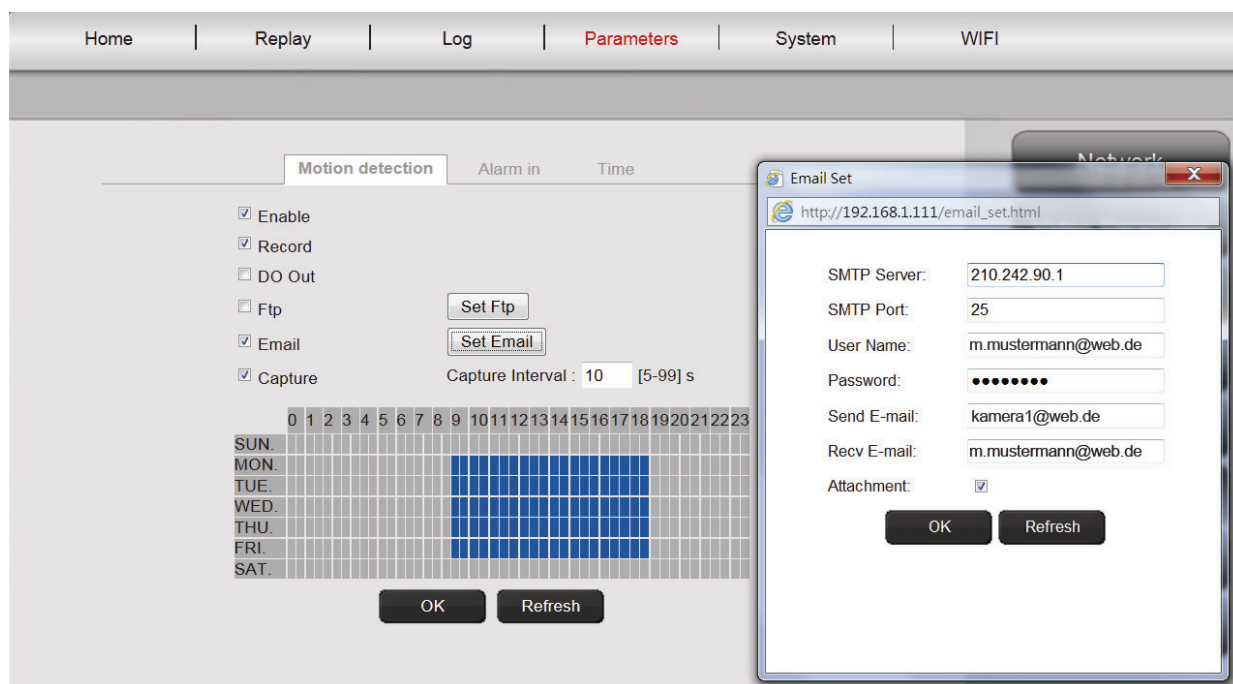 Home | Replay | Log | Parameters | System | WIFI
Network
Motion detection Alarm in Time
Enable
Record
DO Out
Ftp Set Ftp
Email Set Email
Capture Capture Interval : 10 [5-99] s
0 1 2 3 4 5 6 7 8 9 10 11 12 13 14 15 16 17 18 19 20 21 22 23
SUN.
MON.
TUE.
WED.
THU.
FRI.
SAT.
OK Refresh
Email Set X
http://192.168.1.111/email_set.html
SMTP Server: 210.242.90.1
SMTP Port: 25
User Name: m.mustermann@web.de
Password: ●●●●●●●●
Send E-mail: kamera1@web.de
Recv E-mail: m.mustermann@web.de
Attachment:
OK Refresh